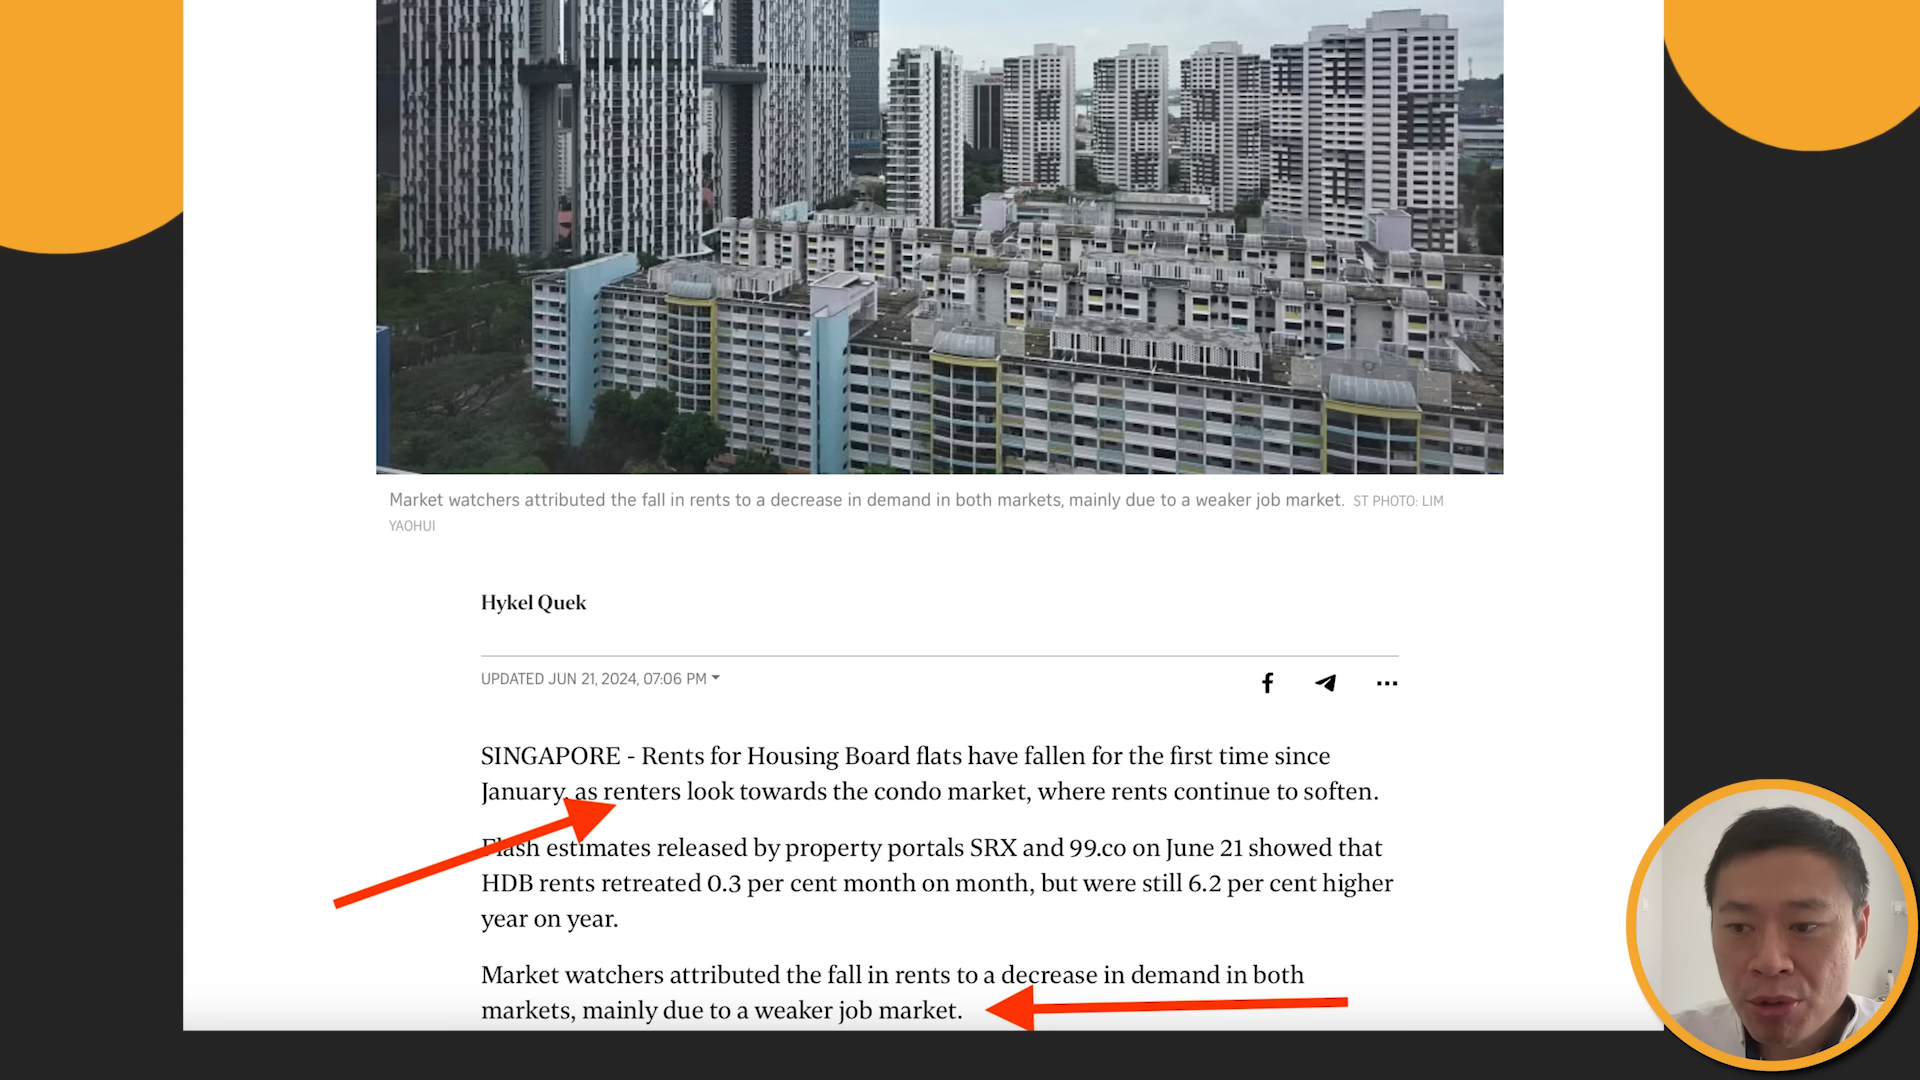 Market watchers attributed the fall in rents to a decrease in demand in both markets, mainly due to a weaker job market. ST PHOTO: LIM
YAOHUI
Hykel Quek
UPDATED JUN 21, 2024, 07:06 PM
SINGAPORE - Rents for Housing Board flats have fallen for the first time since
January, as renters look towards the condo market, where rents continue to soften.
Flash estimates released by property portals SRX and 99.co on June 21 showed that
HDB rents retreated 0.3 per cent month on month, but were still 6.2 per cent higher
year on year.
Market watchers attributed the fall in rents to a decrease in demand in both
markets, mainly due to a weaker job market.